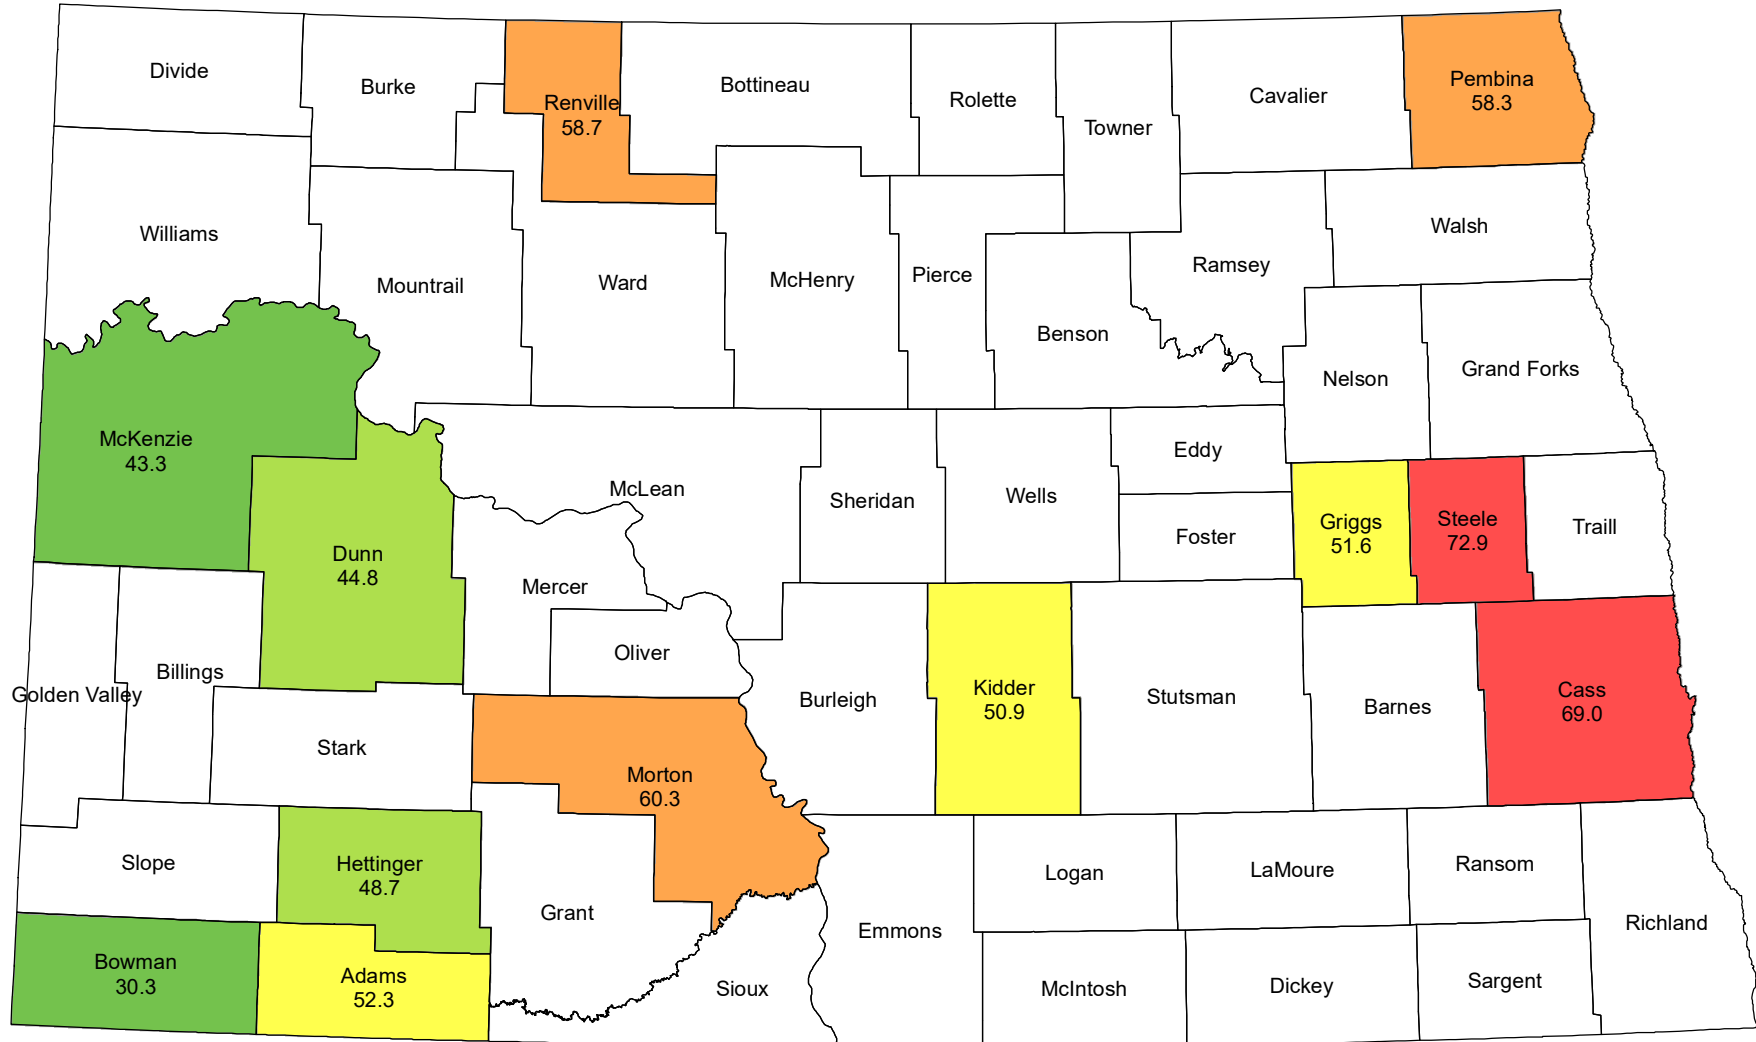 Divide
Burke
Renville
58.7
Bottineau
Rolette
Towner
Cavalier
Pembina
58.3
Williams
Mountrail
Ward
McHenry
Pierce
Benson
Ramsey
Walsh
Nelson
Grand Forks
McKenzie
43.3
Dunn
44.8
McLean
Sheridan
Wells
Eddy
Foster
Griggs
51.6
Steele
72.9
Traill
Mercer
Oliver
Golden Valley
Billings
Stark
Morton
60.3
Burleigh
Kidder
50.9
Stutsman
Barnes
Cass
69.0
Slope
Hettinger
48.7
Grant
Bowman
30.3
Adams
52.3
Sioux
Emmons
Logan
LaMoure
Ransom
Richland
McIntosh
Dickey
Sargent